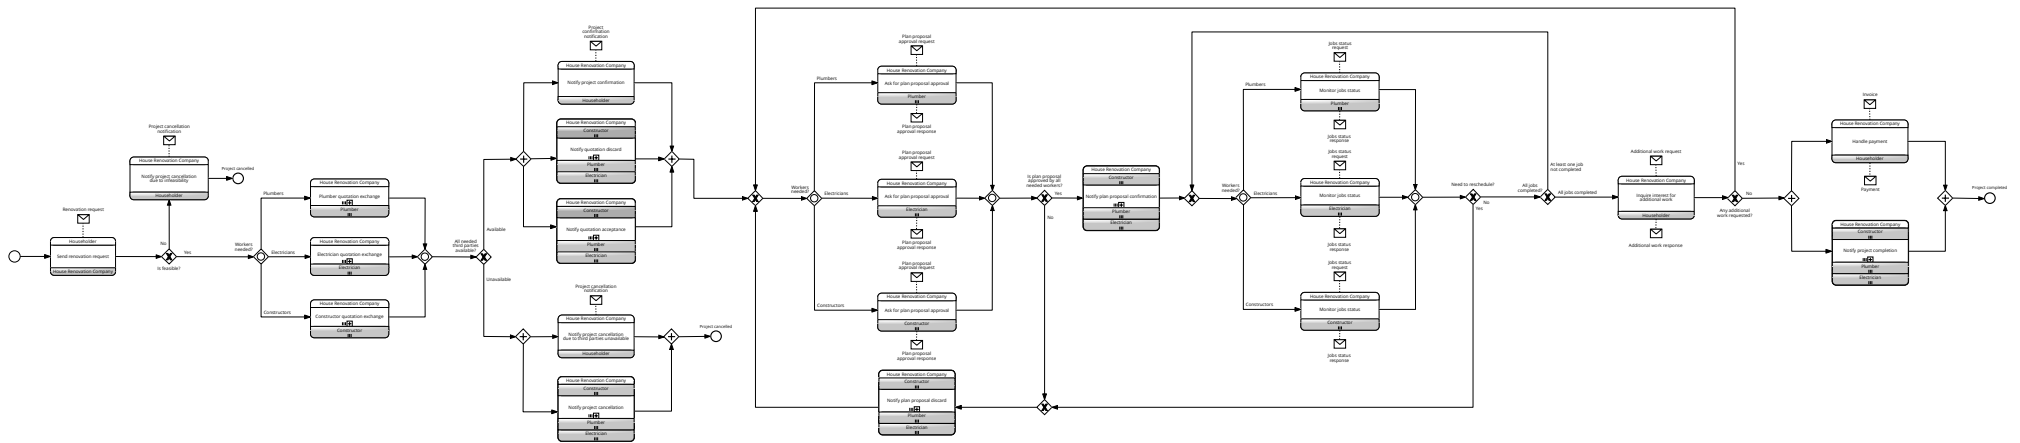 Renovation request
Householder
Send renovation request
House Renovation Company
Is feasible?
No
Yes
Project cancellation
notification
House Renovation Company
Notify project cancellation
due to infeasibility
Householder
Project cancelled
Workers
needed?
Plumbers
Electricians
Constructors
House Renovation Company
Plumber quotation exchange
Plumber
House Renovation Company
Electrician quotation exchange
Electrician
House Renovation Company
Constructor quotation exchange
Constructor
All needed
third parties
available?
Available
Unavailable
Project
confirmation
notification
House Renovation Company
Notify project confirmation
Householder
House Renovation Company
Constructor
Notify quotation discard
Plumber
Electrician
House Renovation Company
Constructor
Notify quotation acceptance
Plumber
Electrician
Project cancellation
notification
House Renovation Company
Notify project cancellation
due to third parties unavailable
Householder
House Renovation Company
Constructor
Notify project cancellation
Plumber
Electrician
Project cancelled
Workers
needed?
Plumbers
Electricians
Constructors
Plan proposal
approval request
House Renovation Company
Ask for plan proposal approval
Plumber
Plan proposal
approval response
Plan proposal
approval request
House Renovation Company
Ask for plan proposal approval
Electrician
Plan proposal
approval response
Plan proposal
approval request
House Renovation Company
Ask for plan proposal approval
Constructor
Plan proposal
approval response
House Renovation Company
Constructor
Notify plan proposal discard
Plumber
Electrician
Is plan proposal
approved by all
needed workers?
Yes
No
House Renovation Company
Constructor
Notify plan proposal confirmation
Plumber
Electrician
Workers
needed?
Plumbers
Electricians
Constructors
Jobs status
request
House Renovation Company
Monitor jobs status
Plumber
Jobs status
response
Jobs status
request
House Renovation Company
Monitor jobs status
Electrician
Jobs status
response
Jobs status
request
House Renovation Company
Monitor jobs status
Constructor
Jobs status
response
Need to reschedule?
No
Yes
All jobs
completed?
At least one job
not completed
All jobs completed
Additional work request
House Renovation Company
Inquire interest for
additional work
Householder
Additional work response
Yes
No
Any additional
work requested?
Invoice
House Renovation Company
Handle payment
Householder
Payment
House Renovation Company
Constructor
Notify project completion
Plumber
Electrician
Project completed